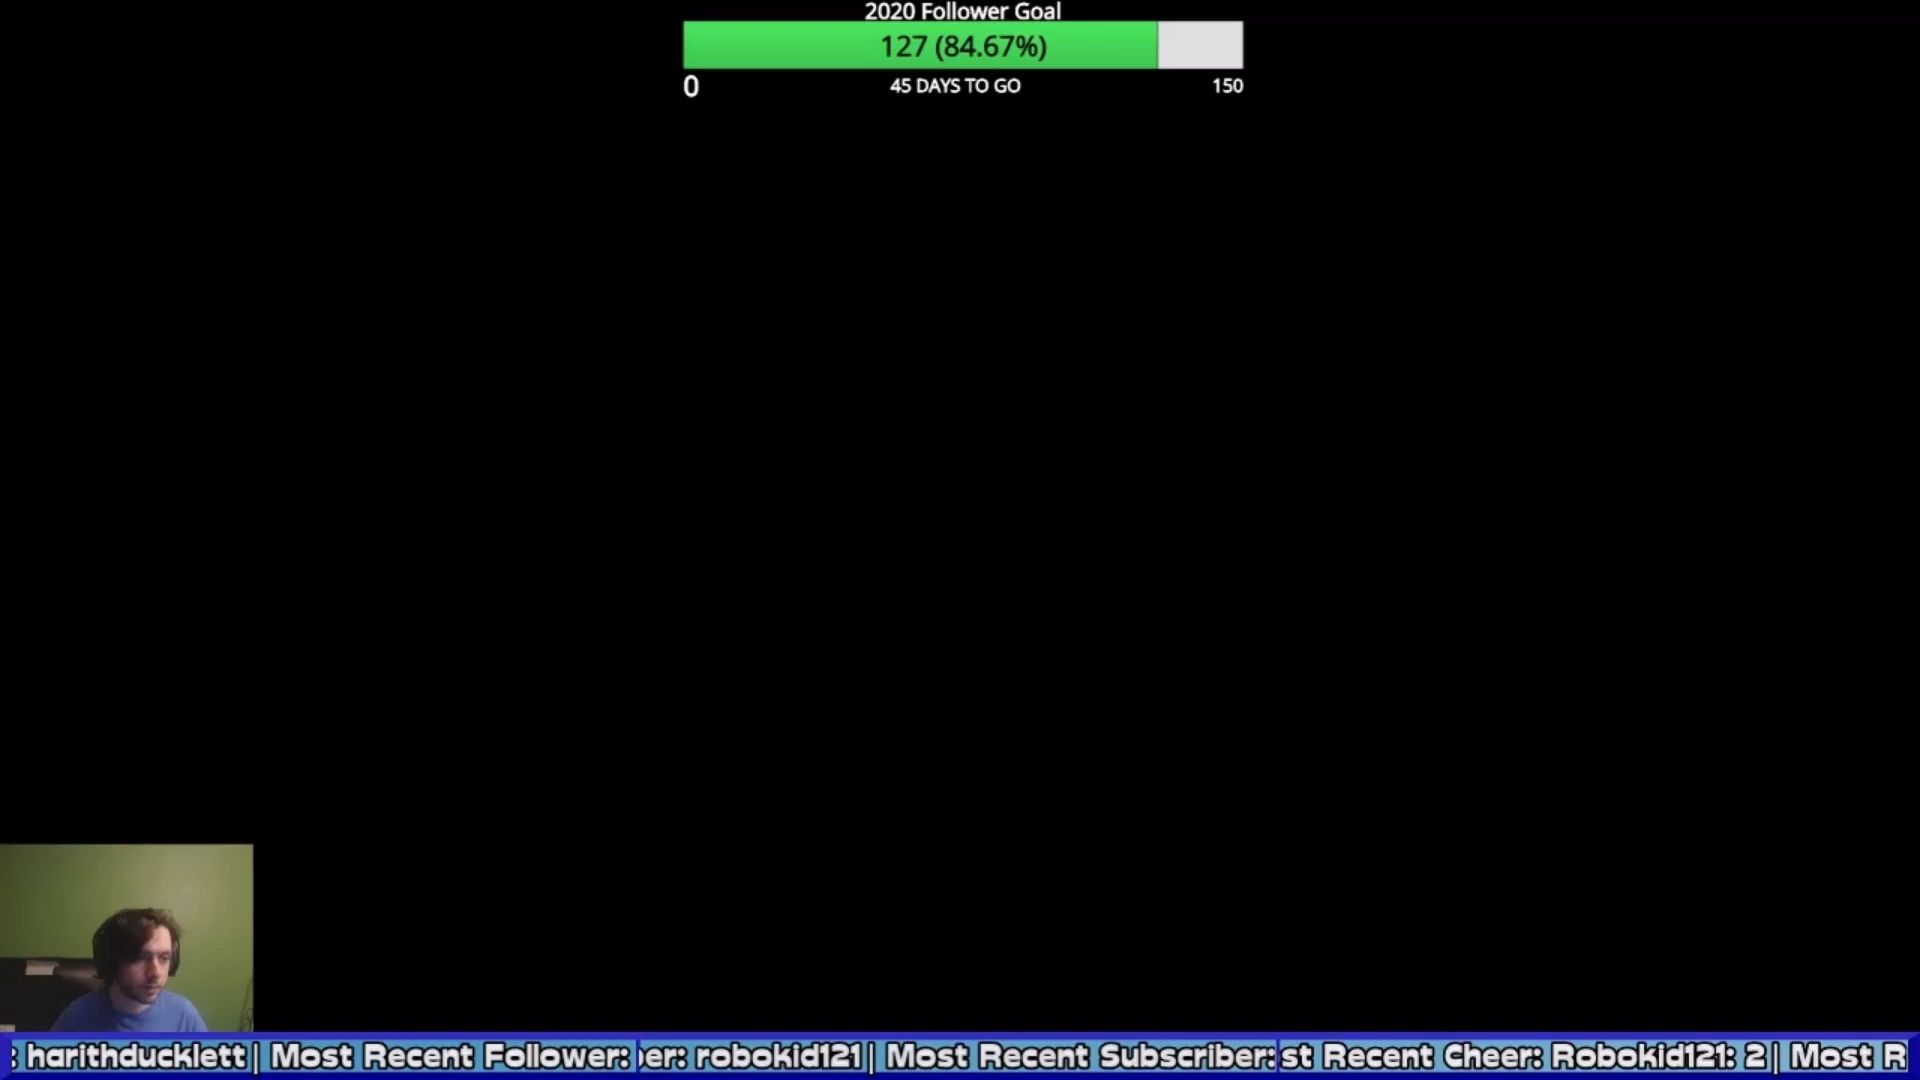 2020 Follower Goal
127 (84.67%)
0 45 DAYS TO GO 150
: harithducklett | Most Recent Follower: er: robokid121 | Most Recent Subscriber: st Recent Cheer: Robokid121: 2 | Most R